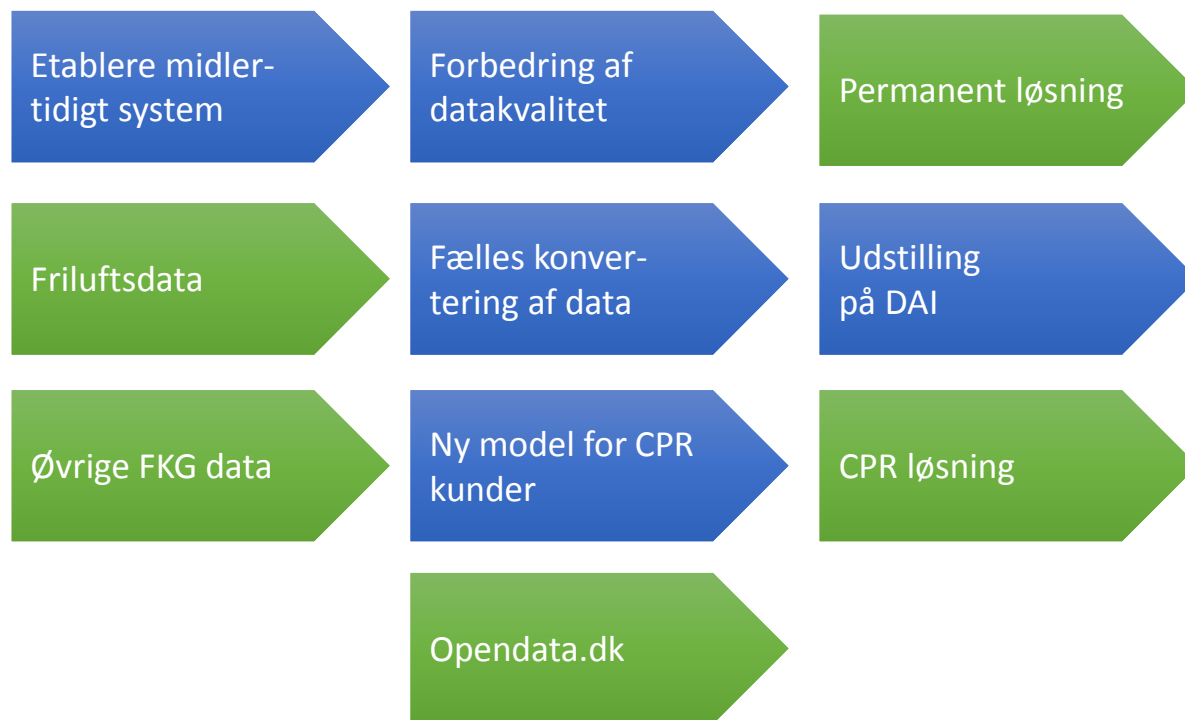 Etablere midler-
tidigt system
Forbedring af
datakvalitet
Permanent løsning
Friluftsdata
Fælles konver-
tering af data
Udstilling
på DAI
Øvrige FKG data
Ny model for CPR
kunder
CPR løsning
Opendata.dk